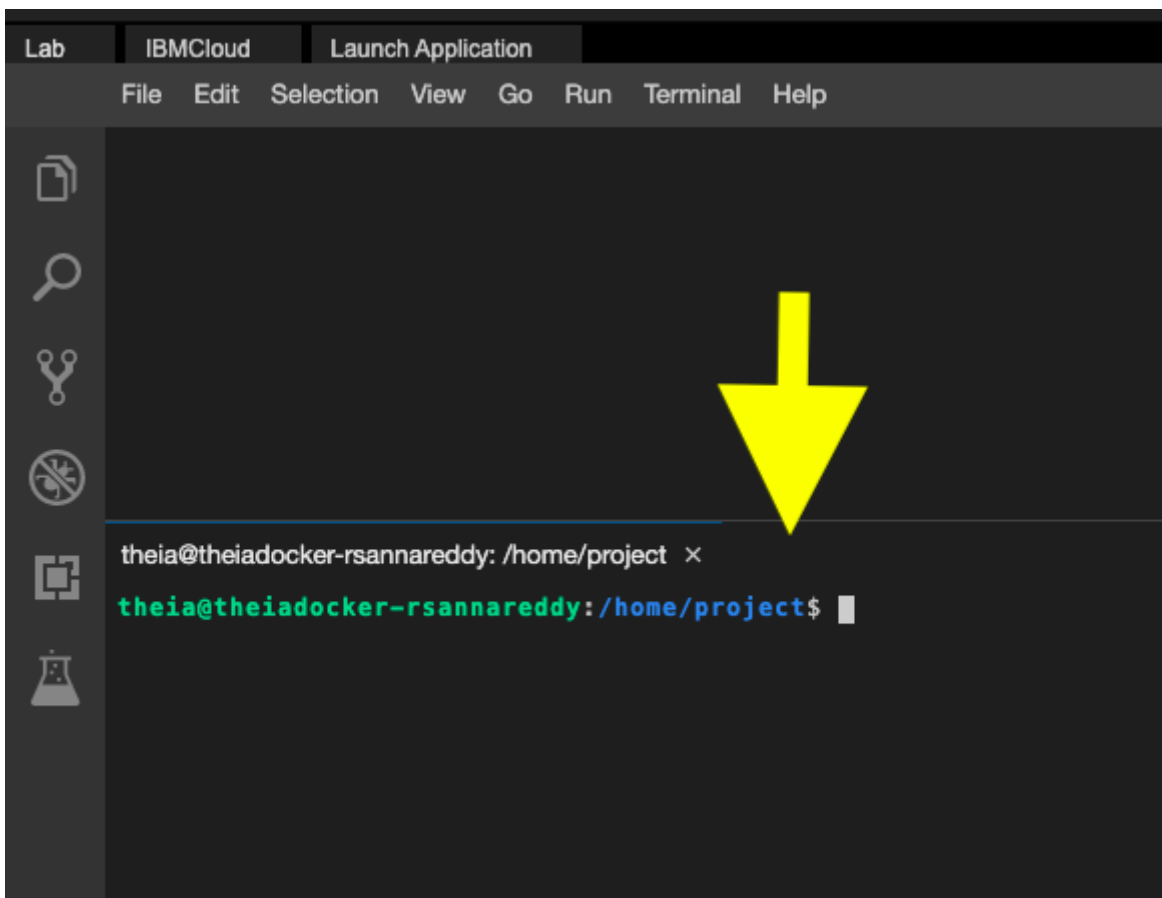 Lab IBMCloud Launch Application
File Edit Selection View Go Run Terminal Help
theia@theiadocker-rsannareddy: /home/project ×
theia@theiadocker-rsannareddy:/home/project$